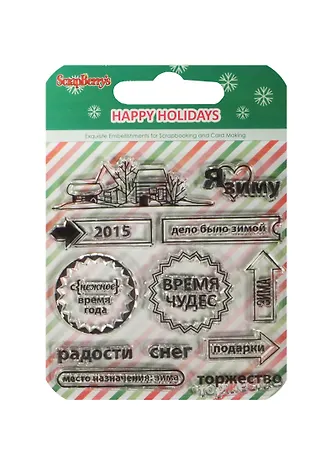 ScrapBerry's
HAPPY HOLIDAYS
Exquisite Embellishments for Scrapbooking and Card Making
Я зиму
2015
дело было зимой
{нежное}
время
года
ВРЕМЯ
ЧУДЕС
ЗИМА
радости
снег
подарки
место назначения: зима
торжество